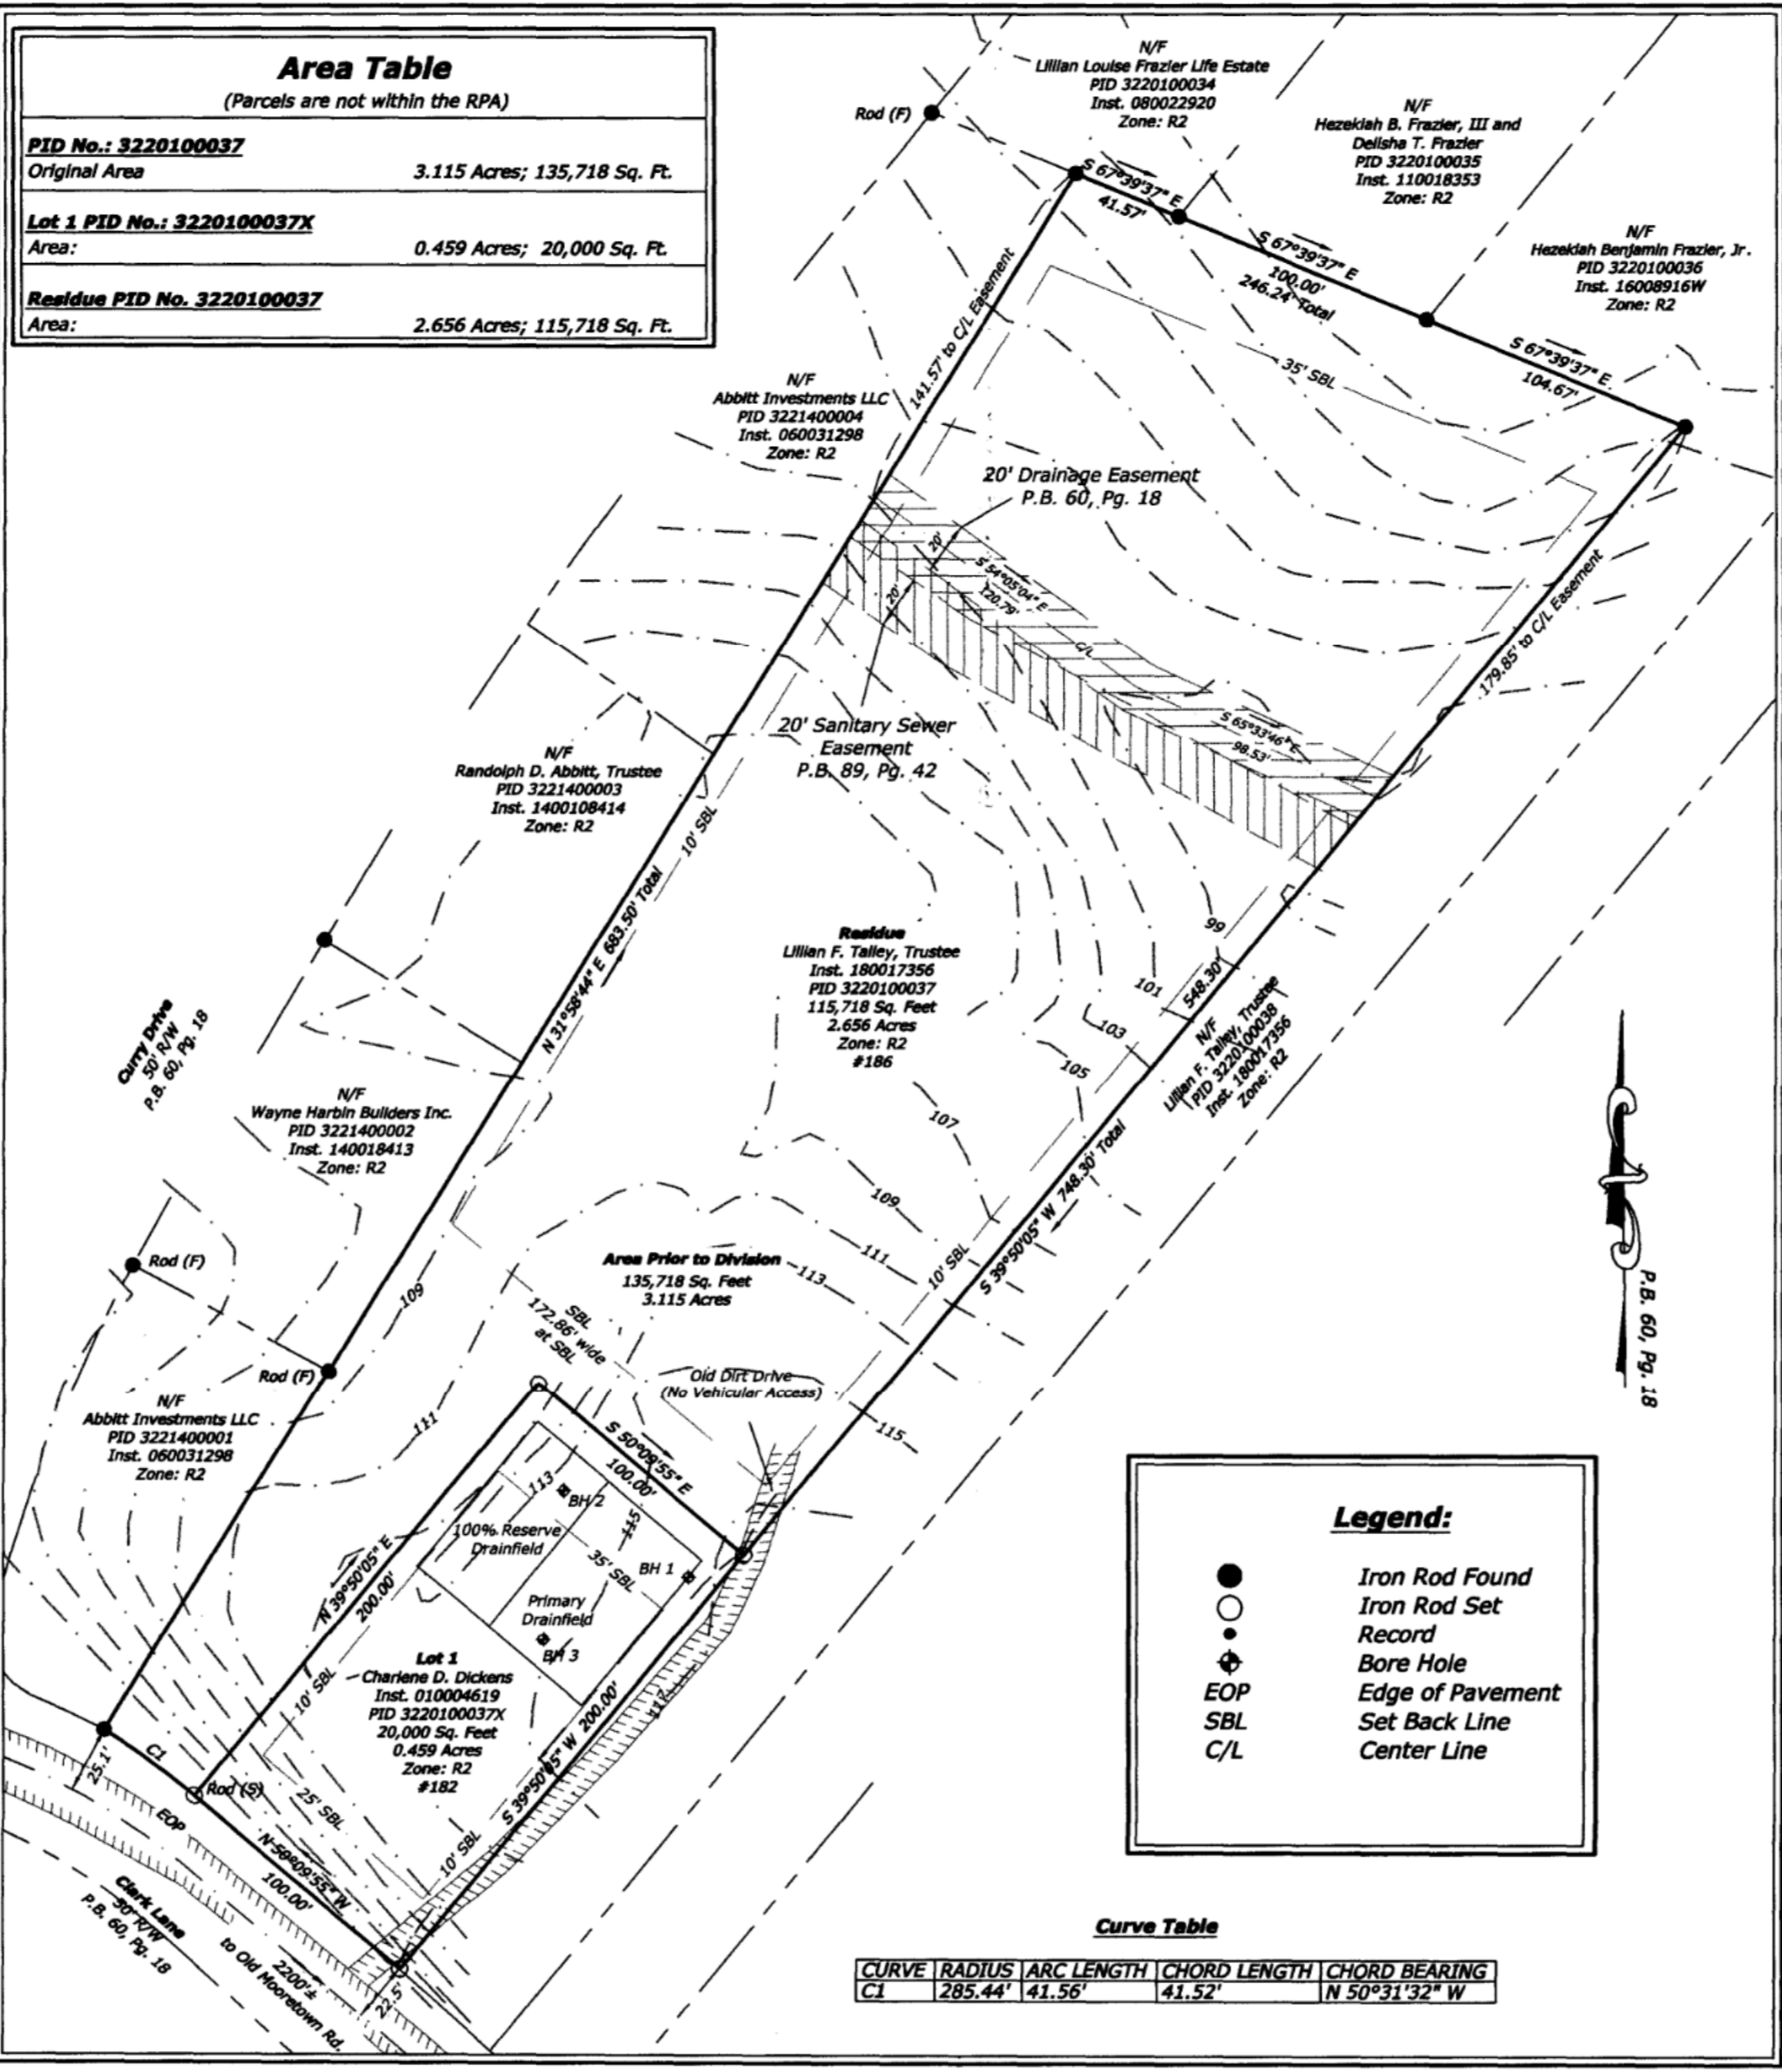 Area Table
(Parcels are not within the RPA)
PID No.: 3220100037
Original Area 3.115 Acres; 135,718 Sq. Ft.
Lot 1 PID No.: 3220100037X
Area: 0.459 Acres; 20,000 Sq. Ft.
Residue PID No. 3220100037
Area: 2.656 Acres; 115,718 Sq. Ft.
N/F
Lillian Louise Frazier Life Estate
PID 3220100034
Inst. 080022920
Zone: R2
Rod (F)
N/F
Hezekiah B. Frazier, III and
Delisha T. Frazier
PID 3220100035
Inst. 110018353
Zone: R2
N/F
Hezekiah Benjamin Frazier, Jr.
PID 3220100036
Inst. 16008916W
Zone: R2
S 67°39'37" E
41.57'
S 67°39'37" E
100.00'
246.24' Total
S 67°39'37" E
104.67'
35' SBL
141.57' to C/L Easement
N/F
Abbitt Investments LLC
PID 3221400004
Inst. 060031298
Zone: R2
20' Drainage Easement
P.B. 60, Pg. 18
20'
20'
S 54°05'04" E
120.79'
C/L
S 65°33'46" E
98.53'
179.85' to C/L Easement
20' Sanitary Sewer
Easement
P.B. 89, Pg. 42
N/F
Randolph D. Abbitt, Trustee
PID 3221400003
Inst. 1400108414
Zone: R2
10' SBL
N 31°58'44" E 683.50' Total
Residue
Lillian F. Talley, Trustee
Inst. 180017356
PID 3220100037
115,718 Sq. Feet
2.656 Acres
Zone: R2
#186
99
101
103
105
107
109
111
113
115
548.30'
N/F
Lillian F. Talley, Trustee
PID 3220100038
Inst. 180017356
Zone: R2
Curry Drive
50' R/W
P.B. 60, Pg. 18
N/F
Wayne Harbin Builders Inc.
PID 3221400002
Inst. 140018413
Zone: R2
S 39°50'05" W 748.30' Total
10' SBL
P.B. 60, Pg. 18
Rod (F)
Area Prior to Division
135,718 Sq. Feet
3.115 Acres
109
SBL
172.86' wide
at SBL
Rod (F)
Old Dirt Drive
(No Vehicular Access)
N/F
Abbitt Investments LLC
PID 3221400001
Inst. 060031298
Zone: R2
111
S 50°09'55" E
100.00'
113
BH 2
115
100% Reserve
Drainfield
35' SBL
BH 1
Primary
Drainfield
BH 3
N 39°50'05" E
200.00'
10' SBL
Lot 1
Charlene D. Dickens
Inst. 010004619
PID 3220100037X
20,000 Sq. Feet
0.459 Acres
Zone: R2
#182
117
S 39°50'05" W 200.00'
10' SBL
C1
25.1'
Rod (S)
25' SBL
EOP
N 50°09'55" W
100.00'
Clark Lane
50' R/W
P.B. 60, Pg. 18
2200'±
to Old Mooretown Rd.
22.5'
Legend:
Iron Rod Found
Iron Rod Set
Record
Bore Hole
EOP Edge of Pavement
SBL Set Back Line
C/L Center Line
Curve Table
CURVE RADIUS ARC LENGTH CHORD LENGTH CHORD BEARING
C1 285.44' 41.56' 41.52' N 50°31'32" W